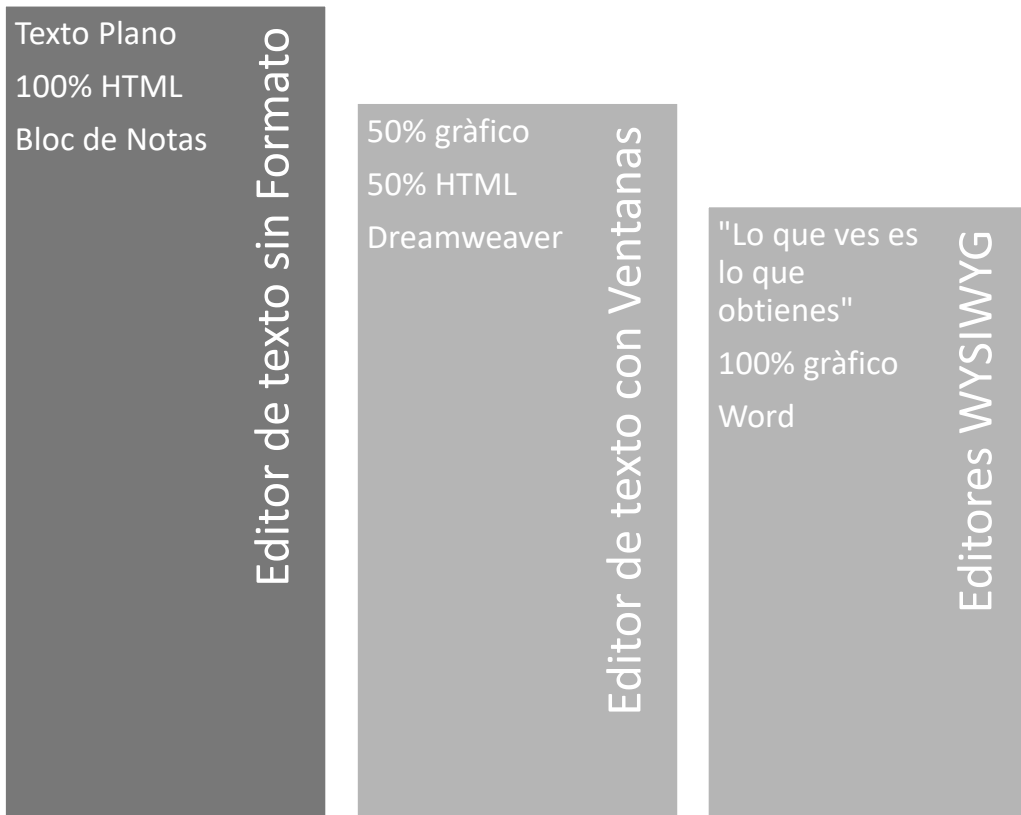 Texto Plano
100% HTML
Bloc de Notas
Editor de texto sin Formato
50% gràfico
50% HTML
Dreamweaver
Editor de texto con Ventanas
"Lo que ves es
lo que
obtienes"
100% gràfico
Word
Editores WYSIWYG